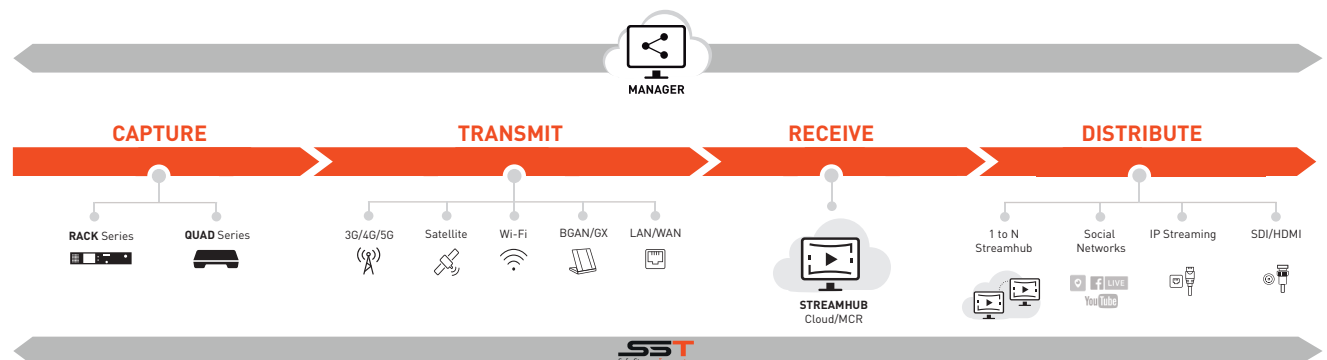 MANAGER
CAPTURE
TRANSMIT
RECEIVE
DISTRIBUTE
RACK Series
QUAD Series
3G/4G/5G
Satellite
Wi-Fi
BGAN/GX
LAN/WAN
STREAMHUB
Cloud/MCR
1 to N
Streamhub
Social
Networks
LIVE
YouTube
IP Streaming
SDI/HDMI
SST